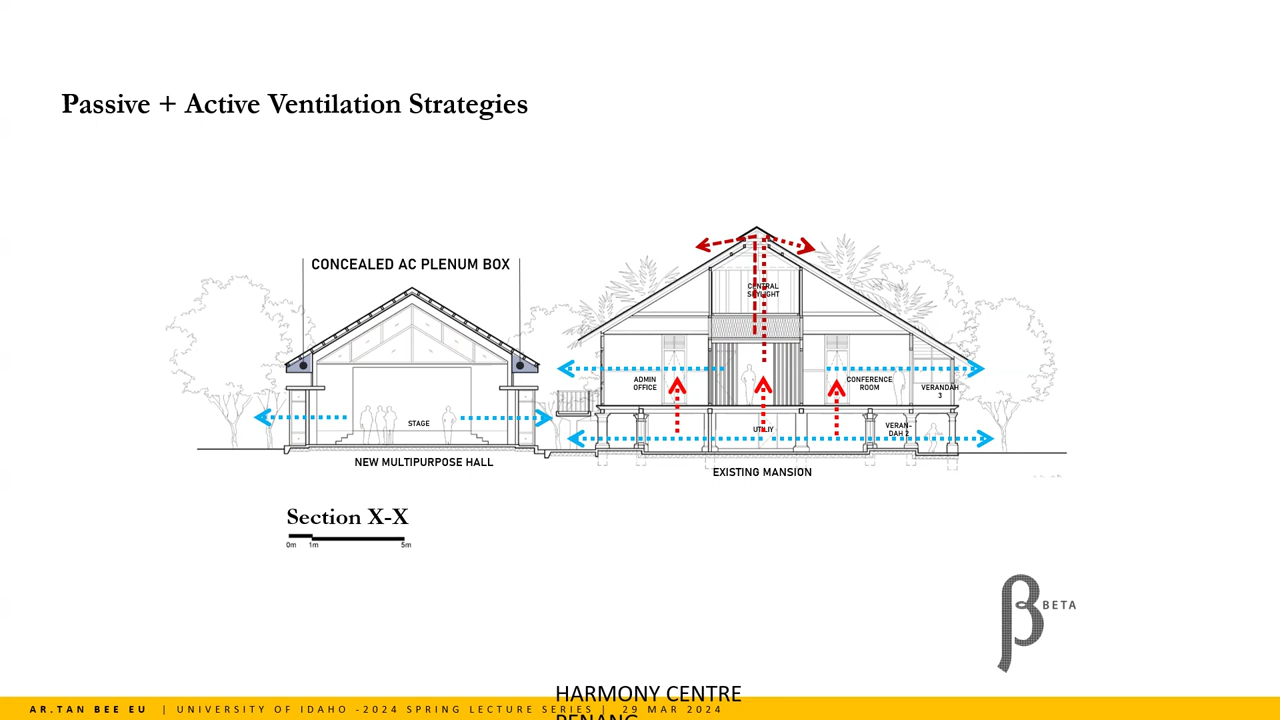 Passive + Active Ventilation Strategies
CONCEALED AC PLENUM BOX
CENTRAL
SKYLIGHT
ADMIN
OFFICE
CONFERENCE
ROOM
VERANDAH
3
STAGE
UTILIY
VERAN-
DAH 2
NEW MULTIPURPOSE HALL
EXISTING MANSION
Section X-X
0m 1m 5m
β BETA
HARMONY CENTRE
PENANG
AR.TAN BEE EU | UNIVERSITY OF IDAHO -2024 SPRING LECTURE SERIES | 29 MAR 2024